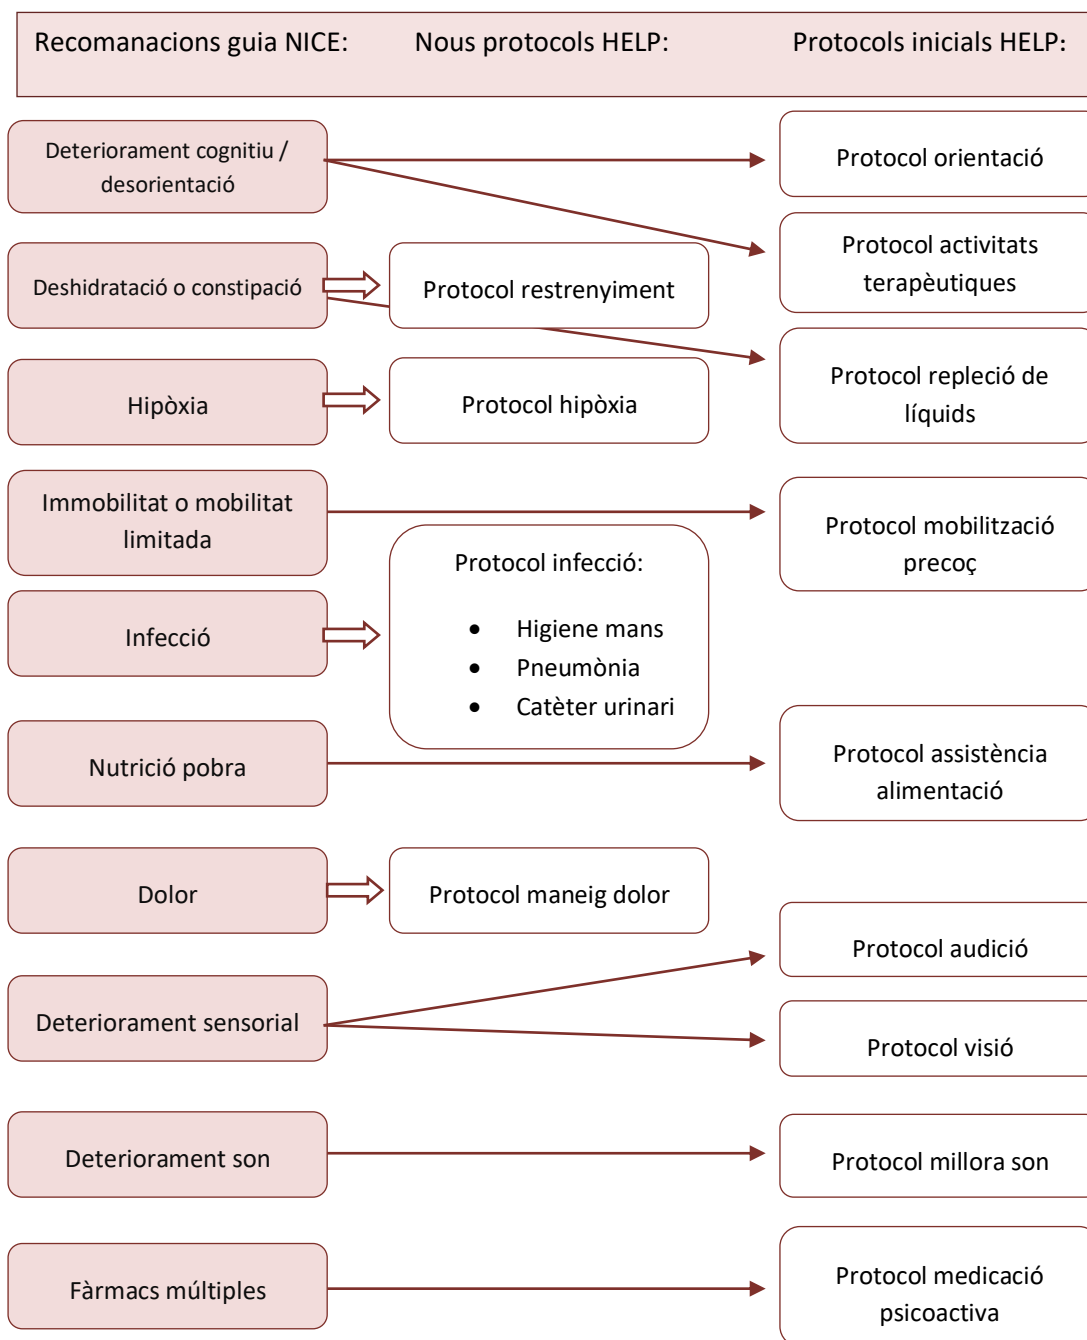 Recomanacions guia NICE:
Nous protocols HELP:
Protocols inicials HELP:
Deteriorament cognitiu /
desorientació
Protocol orientació
Protocol activitats
terapèutiques
Deshidratació o constipació
Protocol restrenyiment
Protocol repleció de
líquids
Hipòxia
Protocol hipòxia
Immobilitat o mobilitat
limitada
Protocol mobilització
precoç
Infecció
Protocol infecció:
• Higiene mans
• Pneumònia
• Catèter urinari
Nutrició pobra
Protocol assistència
alimentació
Dolor
Protocol maneig dolor
Deteriorament sensorial
Protocol audició
Protocol visió
Deteriorament son
Protocol millora son
Fàrmacs múltiples
Protocol medicació
psicoactiva